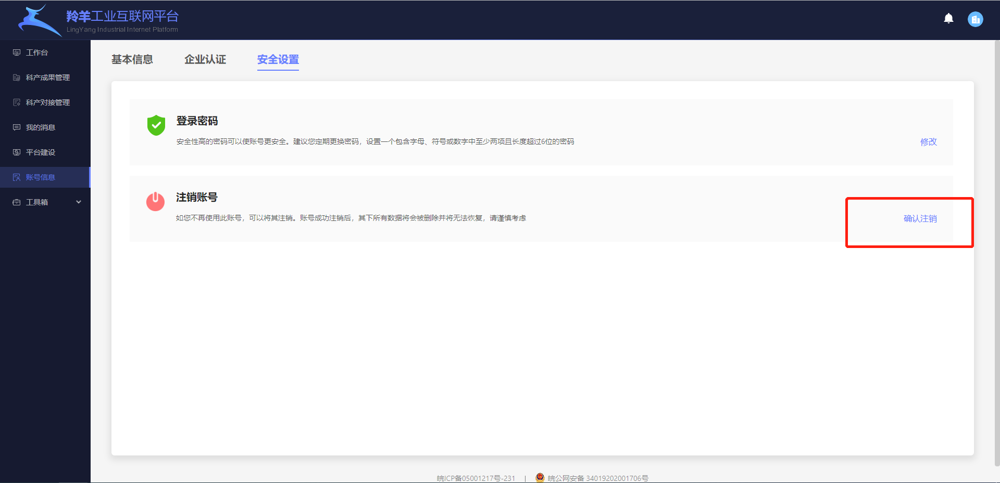 羚羊工业互联网平台
LingYang Industrial Internet Platform
工作台
科产成果管理
科产对接管理
我的消息
平台建设
账号信息
工具箱
基本信息 企业认证 安全设置
登录密码
安全性高的密码可以使账号更安全。建议您定期更换密码，设置一个包含字母、符号或数字中至少两项且长度超过6位的密码
修改
注销账号
如您不再使用此账号，可以将其注销。账号成功注销后，其下所有数据将会被删除并将无法恢复，请谨慎考虑
确认注销
皖ICP备05001217号-231 | 皖公网安备 34019202001706号